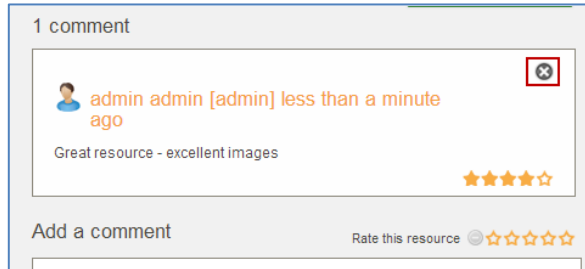 1 comment
admin admin [admin] less than a minute
ago
Great resource - excellent images
Add a comment
Rate this resource